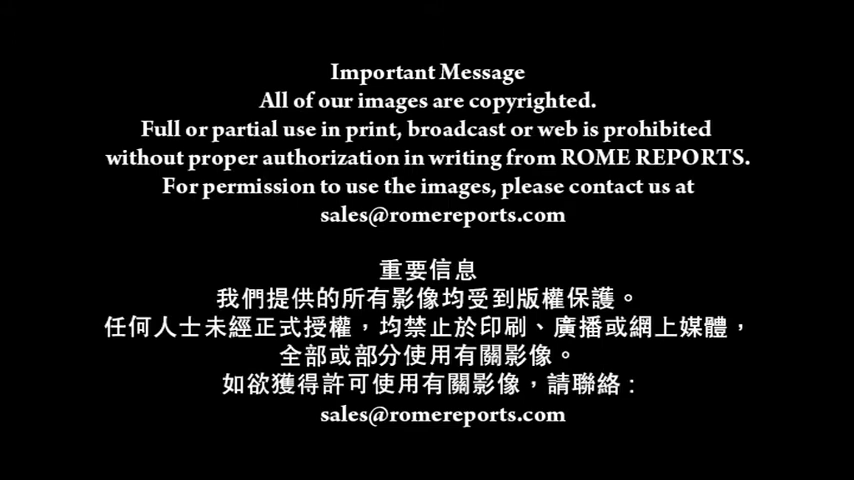 Important Message
All of our images are copyrighted.
Full or partial use in print, broadcast or web is prohibited
without proper authorization in writing from ROME REPORTS.
For permission to use the images, please contact us at
sales@romereports.com
重要信息
我們提供的所有影像均受到版權保護。
任何人士未經正式授權，均禁止於印刷、廣播或網上媒體，
全部或部分使用有關影像。
如欲獲得許可使用有關影像，請聯絡：
sales@romereports.com